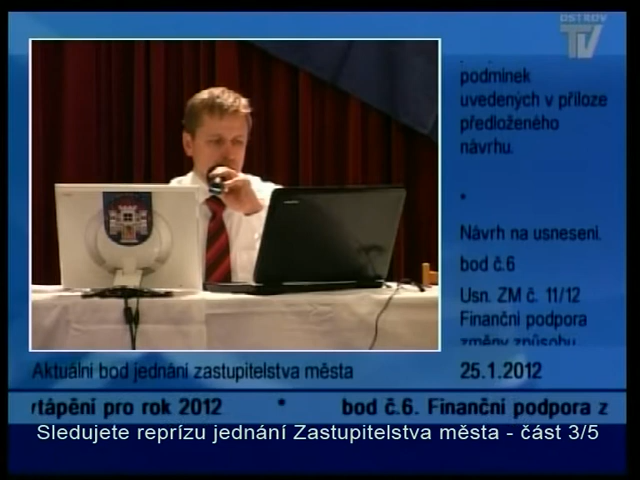 OSTROV
TV
podmínek
uvedených v příloze
předloženého
návrhu.
*
Návrh na usnesení.
bod č.6
Usn. ZM č. 11/12
Finanční podpora
změny způsobu
Aktuální bod jednání zastupitelstva města
25.1.2012
rtápění pro rok 2012 * bod č.6. Finanční podpora z
Sledujete reprízu jednání Zastupitelstva města - část 3/5